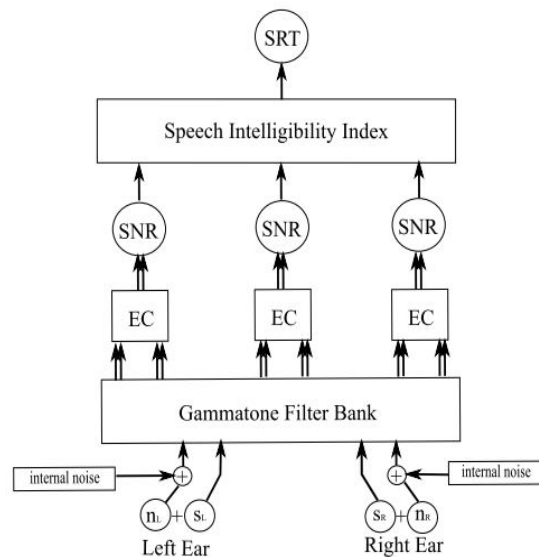 SRT
Speech Intelligibility Index
SNR SNR SNR
EC EC EC
Gammatone Filter Bank
internal noise + + internal noise
nL + sL sR + nR
Left Ear Right Ear